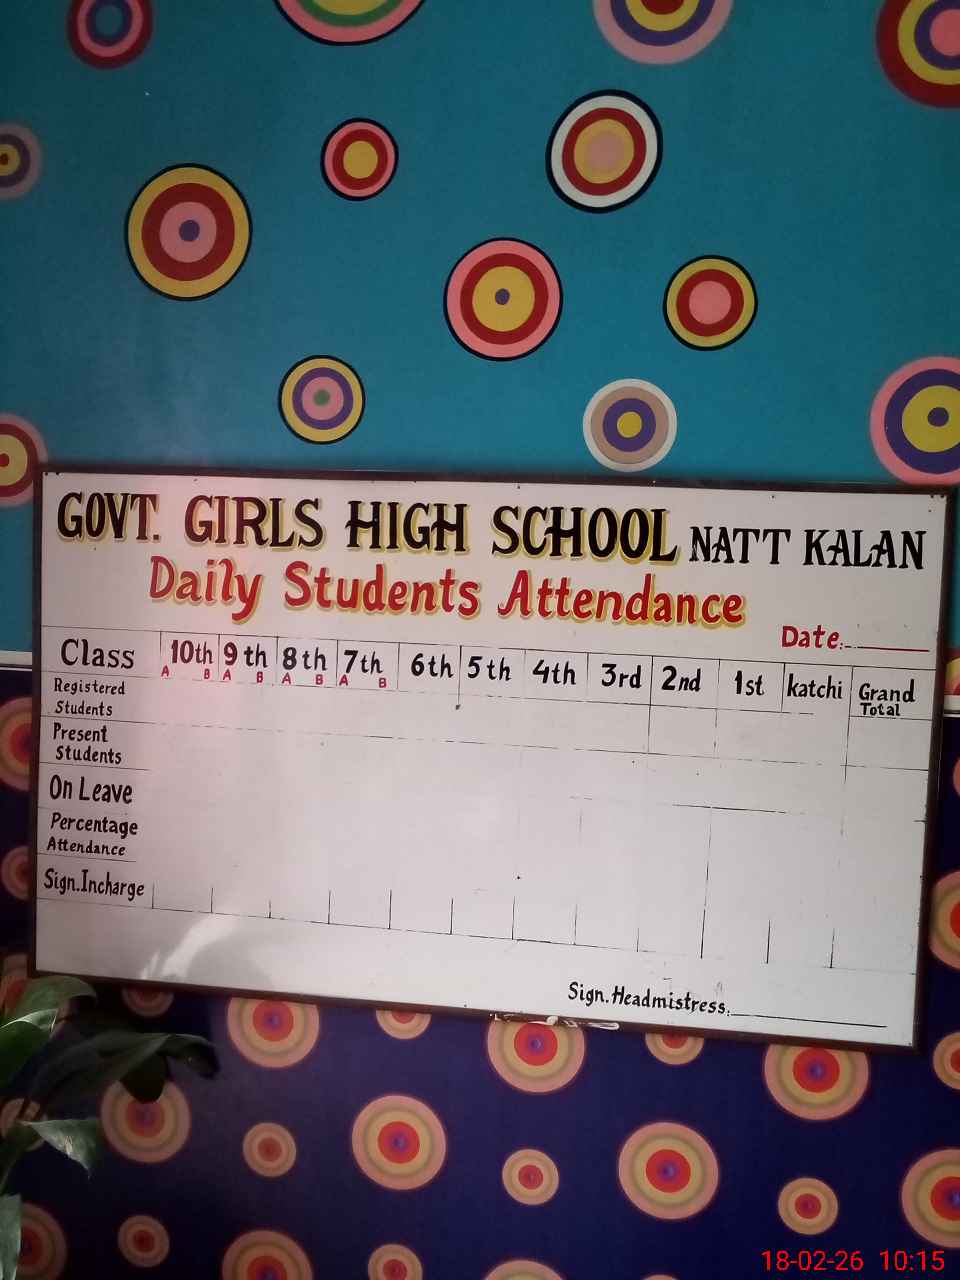 GOVT. GIRLS HIGH SCHOOL NATT KALAN
Daily Students Attendance
Date:
Class 10th 9th 8th 7th 6th 5th 4th 3rd 2nd 1st katchi Grand Total
A B A B A B A B
Registered Students
Present Students
On Leave
Percentage Attendance
Sign.Incharge
Sign.Headmistress:
18-02-26 10:15